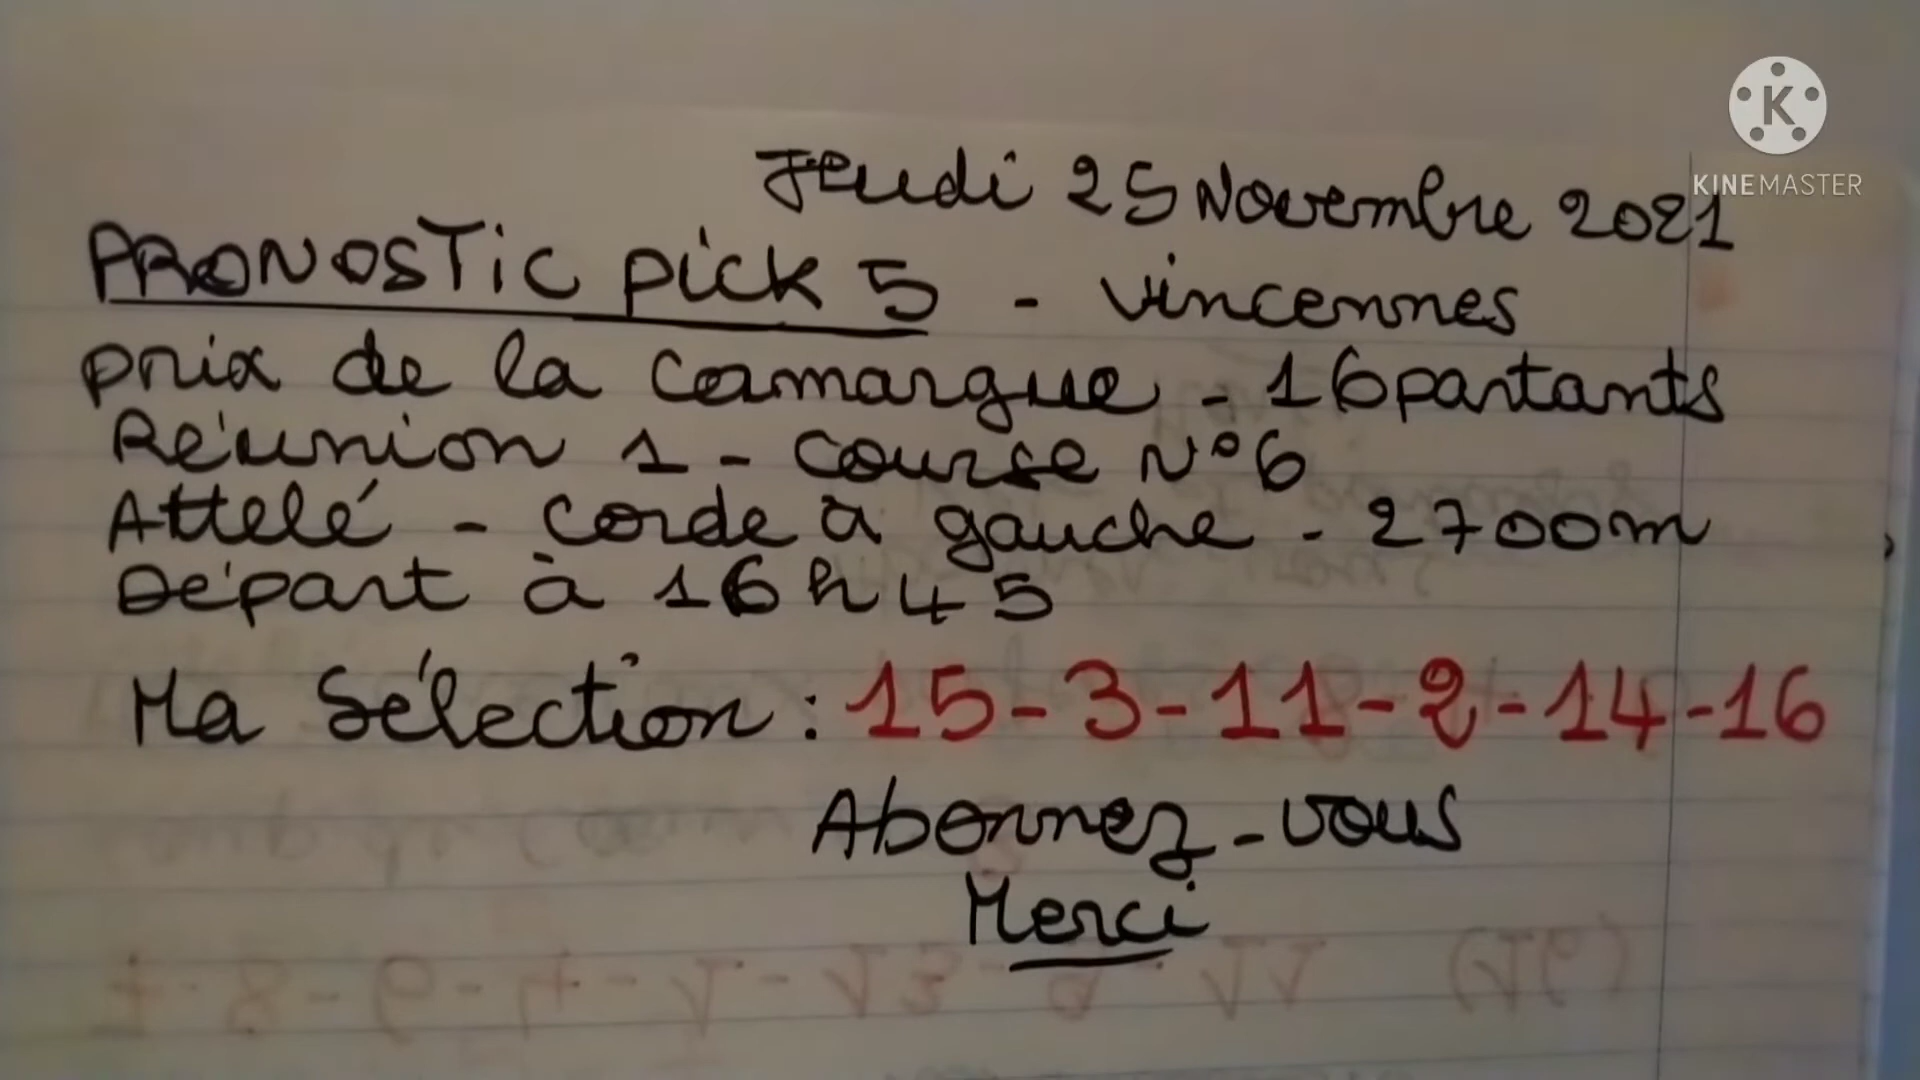 KINEMASTER
Jeudi 25 Novembre 2021
PRONOSTIC PICK 5 - Vincennes
prix de la Camargue - 16 partants
Réunion 1 - Course N°6
Attelé - Corde à gauche - 2700m
Départ à 16h45
Ma Sélection : 15-3-11-2-14-16
Abonnez-vous
Merci